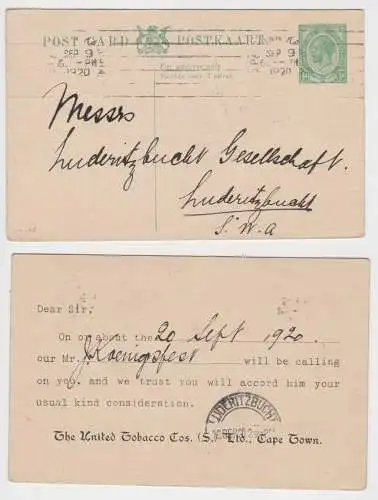 POST CARD POSTKAART
SEP 9
1920
SEP 9
1920
Messrs
Luderitzbucht Gesellschaft.
Luderitzbucht
S.W.A
Dear Sir,
On or about the 20 Sept 1920.
our Mr. J. Koenigsfest will be calling
on you, and we trust you will accord him your
usual kind consideration.
LUDERITZBUCHT
The United Tobacco Cos. (S.) Ltd., Cape Town.